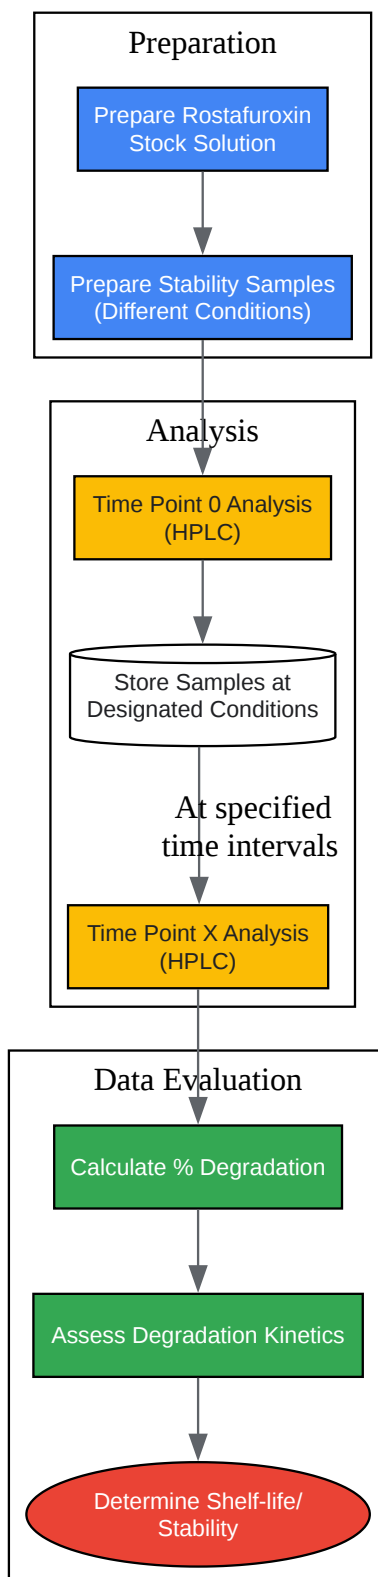 Preparation
Prepare Rostafuroxin
Stock Solution
Prepare Stability Samples
(Different Conditions)
Analysis
Time Point 0 Analysis
(HPLC)
Store Samples at
Designated Conditions
At specified
time intervals
Time Point X Analysis
(HPLC)
Data Evaluation
Calculate % Degradation
Assess Degradation Kinetics
Determine Shelf-life/
Stability